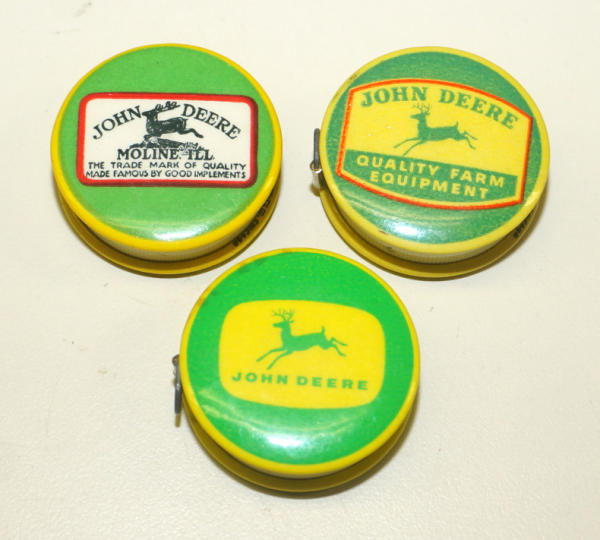 JOHN DEERE
MOLINE, ILL.
THE TRADE MARK OF QUALITY
MADE FAMOUS BY GOOD IMPLEMENTS
JOHN DEERE
QUALITY FARM
EQUIPMENT
JOHN DEERE